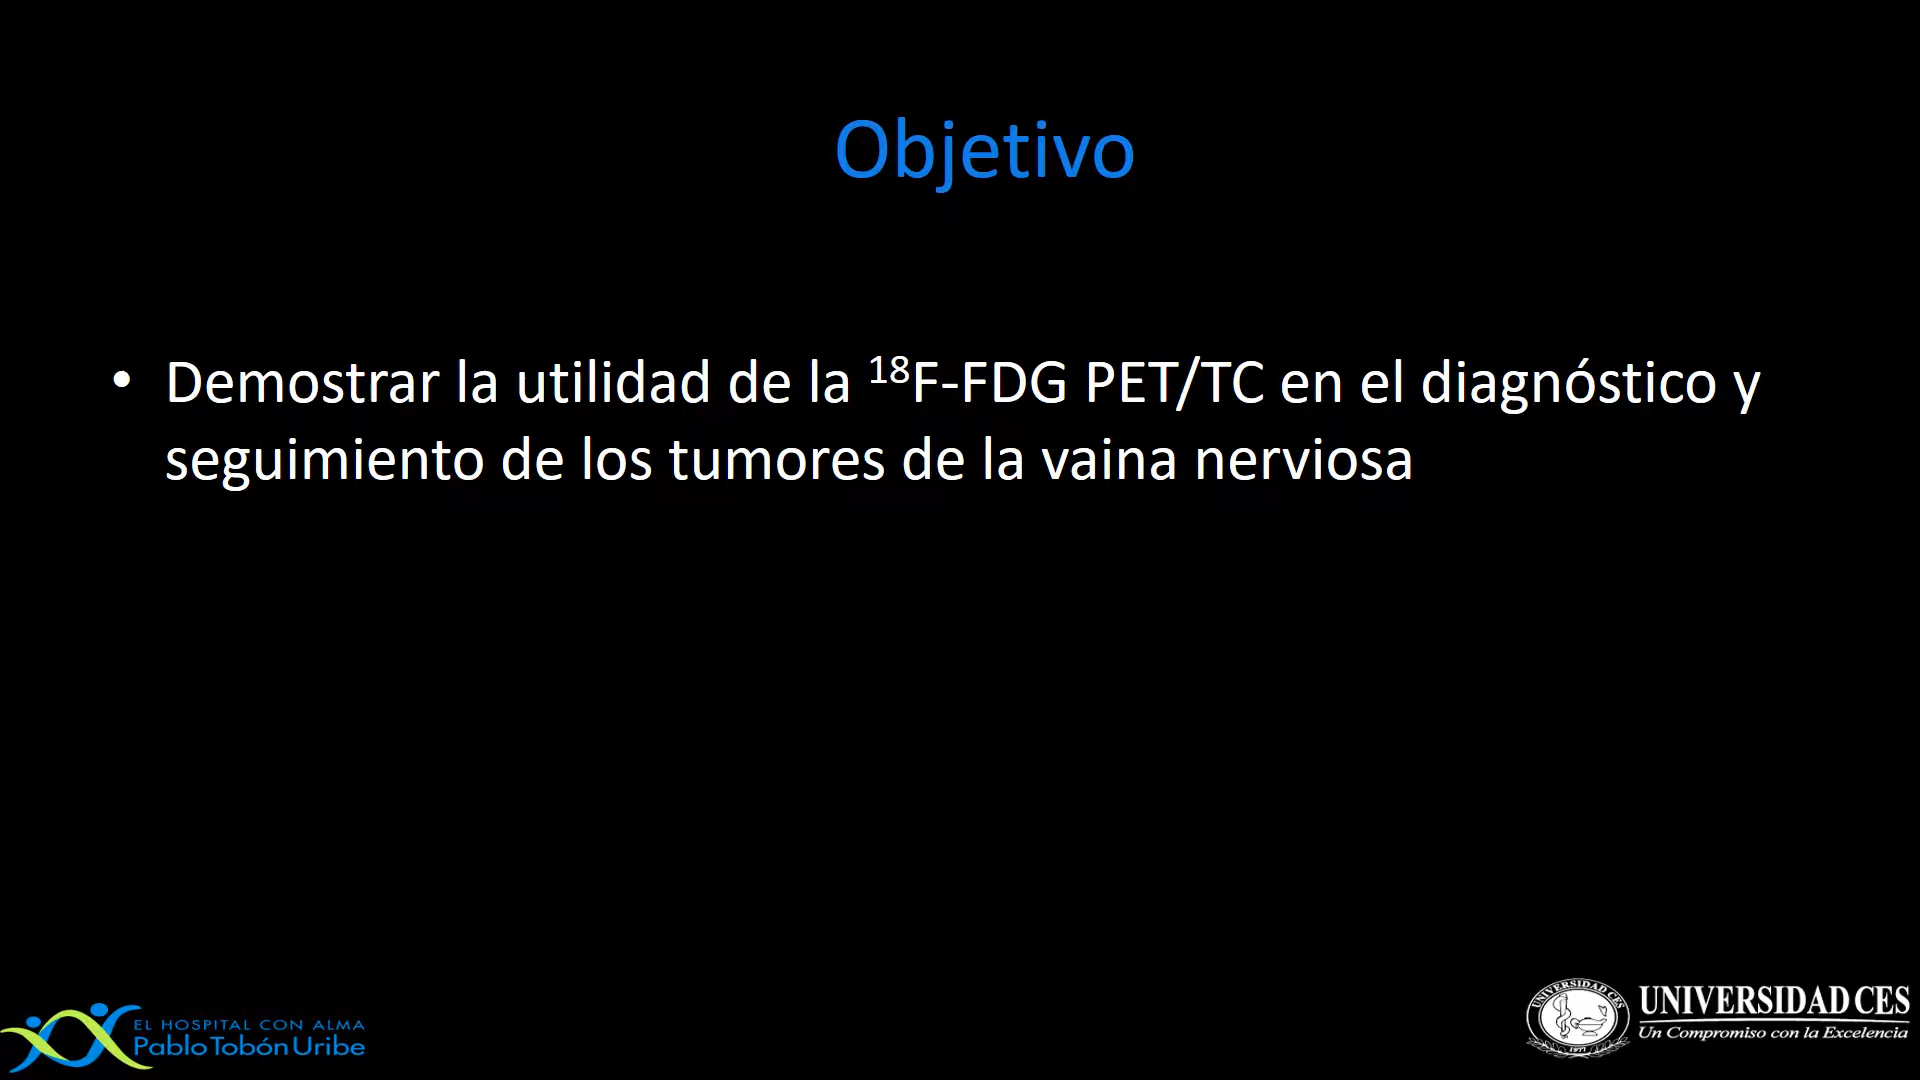 Objetivo
• Demostrar la utilidad de la ¹⁸F-FDG PET/TC en el diagnóstico y
seguimiento de los tumores de la vaina nerviosa
EL HOSPITAL CON ALMA
Pablo Tobón Uribe
UNIVERSIDAD CES
1977
UNIVERSIDAD CES
Un Compromiso con la Excelencia